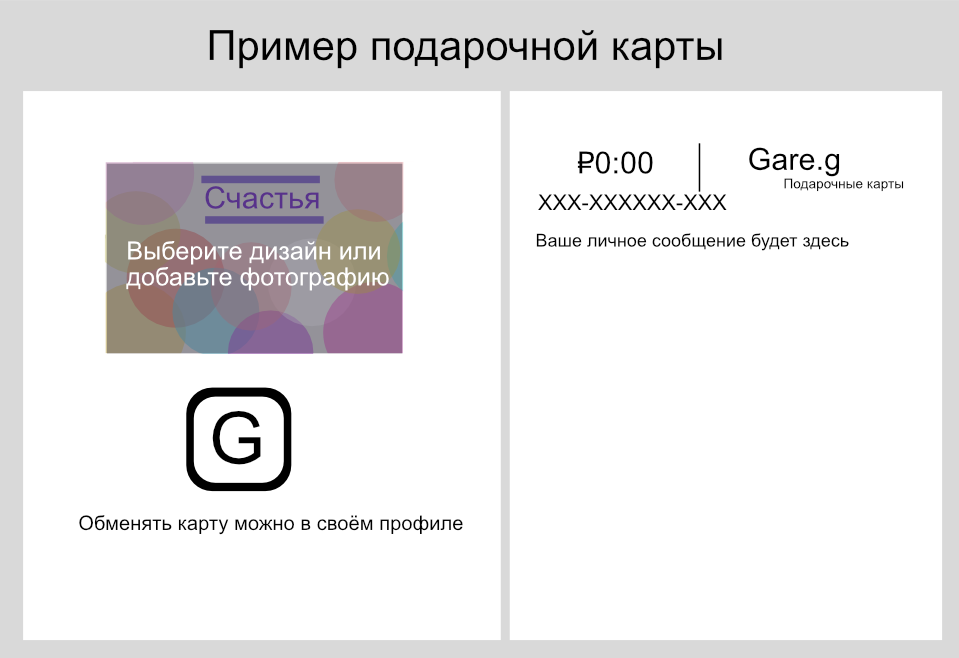 Пример подарочной карты
Счастья
Выберите дизайн или
добавьте фотографию
G
Обменять карту можно в своём профиле
₽0:00
Gare.g
Подарочные карты
XXX-XXXXXX-XXX
Ваше личное сообщение будет здесь